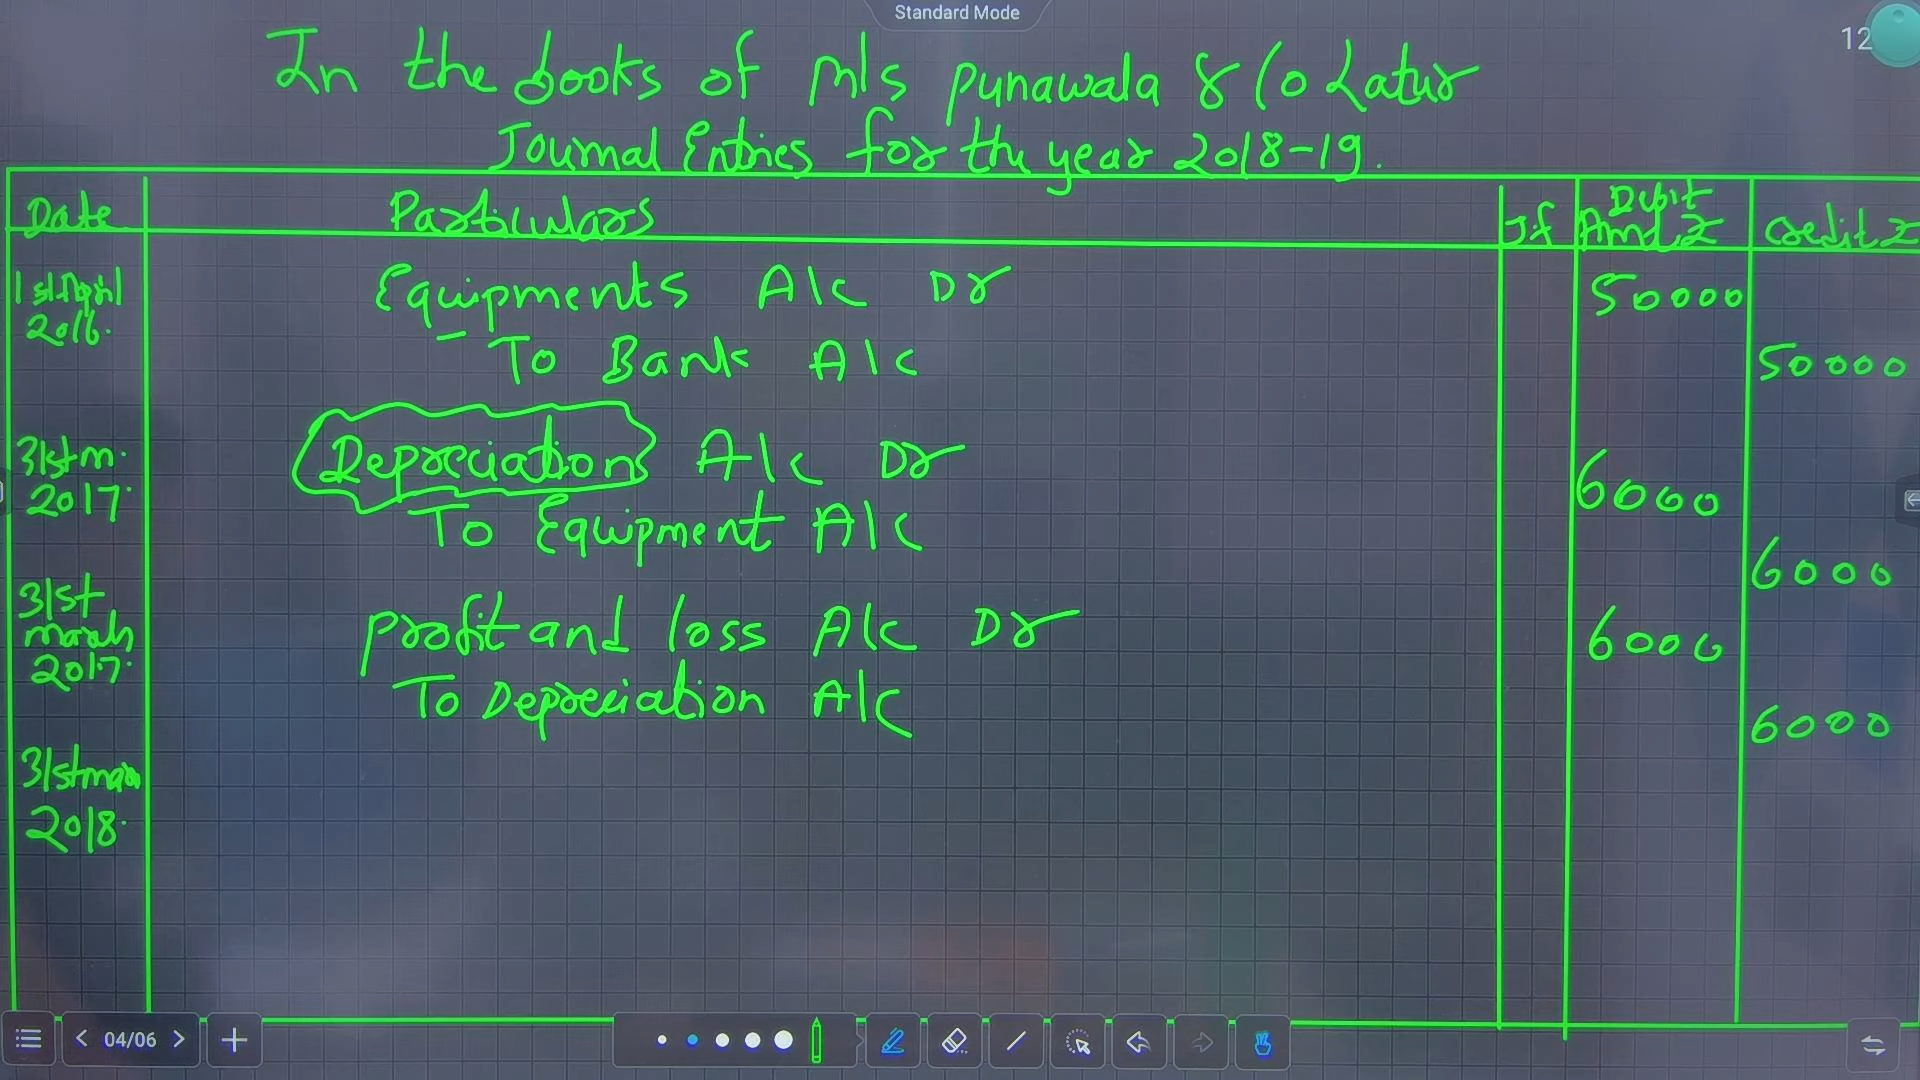 Standard Mode
12
In the books of M/s Punawala & Co Latur
Journal Entries for the year 2018-19.
Date Particulars J.f Debit Amt ₹ Credit ₹
1st April 2016 Equipments A/c Dr 50000
To Bank A/c 50000
31st m. 2017 Depreciation A/c Dr 6000
To Equipment A/c 6000
31st march 2017 Profit and loss A/c Dr 6000
To Depreciation A/c 6000
31st mar 2018
04/06